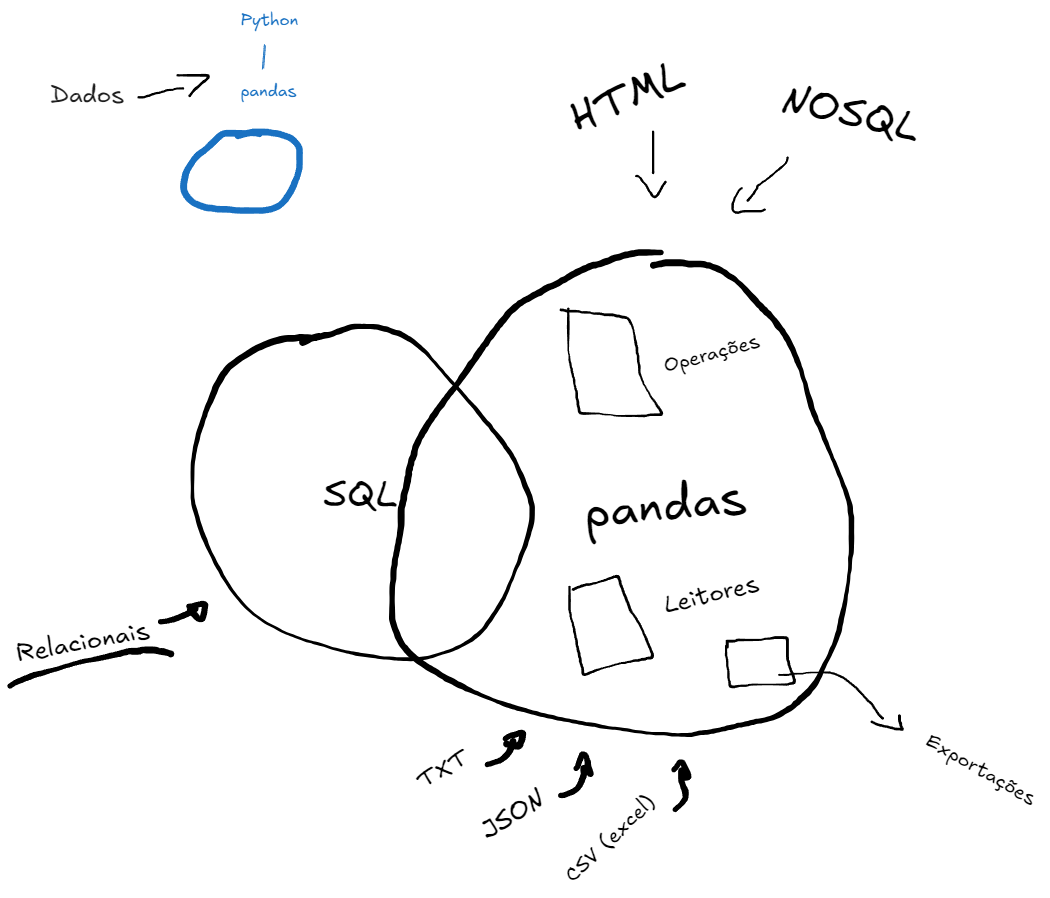 Python
Dados
pandas
HTML
NOSQL
Operações
SQL
pandas
Leitores
Relacionais
TXT
JSON
CSV (excel)
Exportações